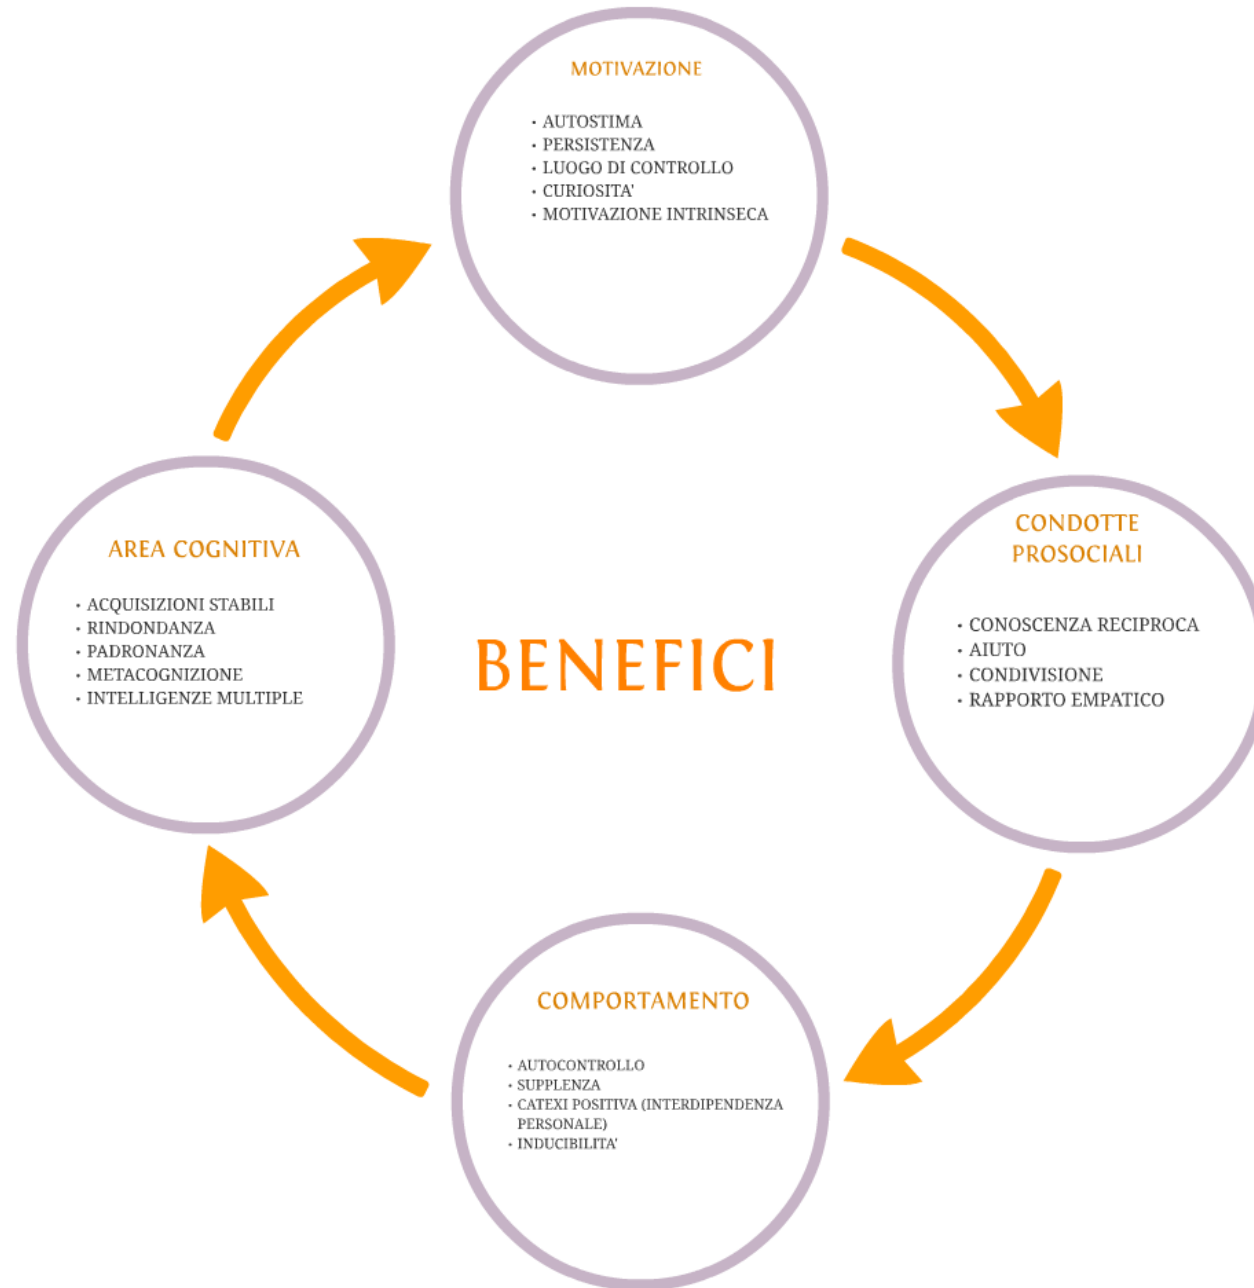 MOTIVAZIONE
• AUTOSTIMA
• PERSISTENZA
• LUOGO DI CONTROLLO
• CURIOSITA'
• MOTIVAZIONE INTRINSECA
CONDOTTE
PROSOCIALI
• CONOSCENZA RECIPROCA
• AIUTO
• CONDIVISIONE
• RAPPORTO EMPATICO
AREA COGNITIVA
• ACQUISIZIONI STABILI
• RINDONDANZA
• PADRONANZA
• METACOGNIZIONE
• INTELLIGENZE MULTIPLE
BENEFICI
COMPORTAMENTO
• AUTOCONTROLLO
• SUPPLENZA
• CATEXI POSITIVA (INTERDIPENDENZA
PERSONALE)
• INDUCIBILITA'